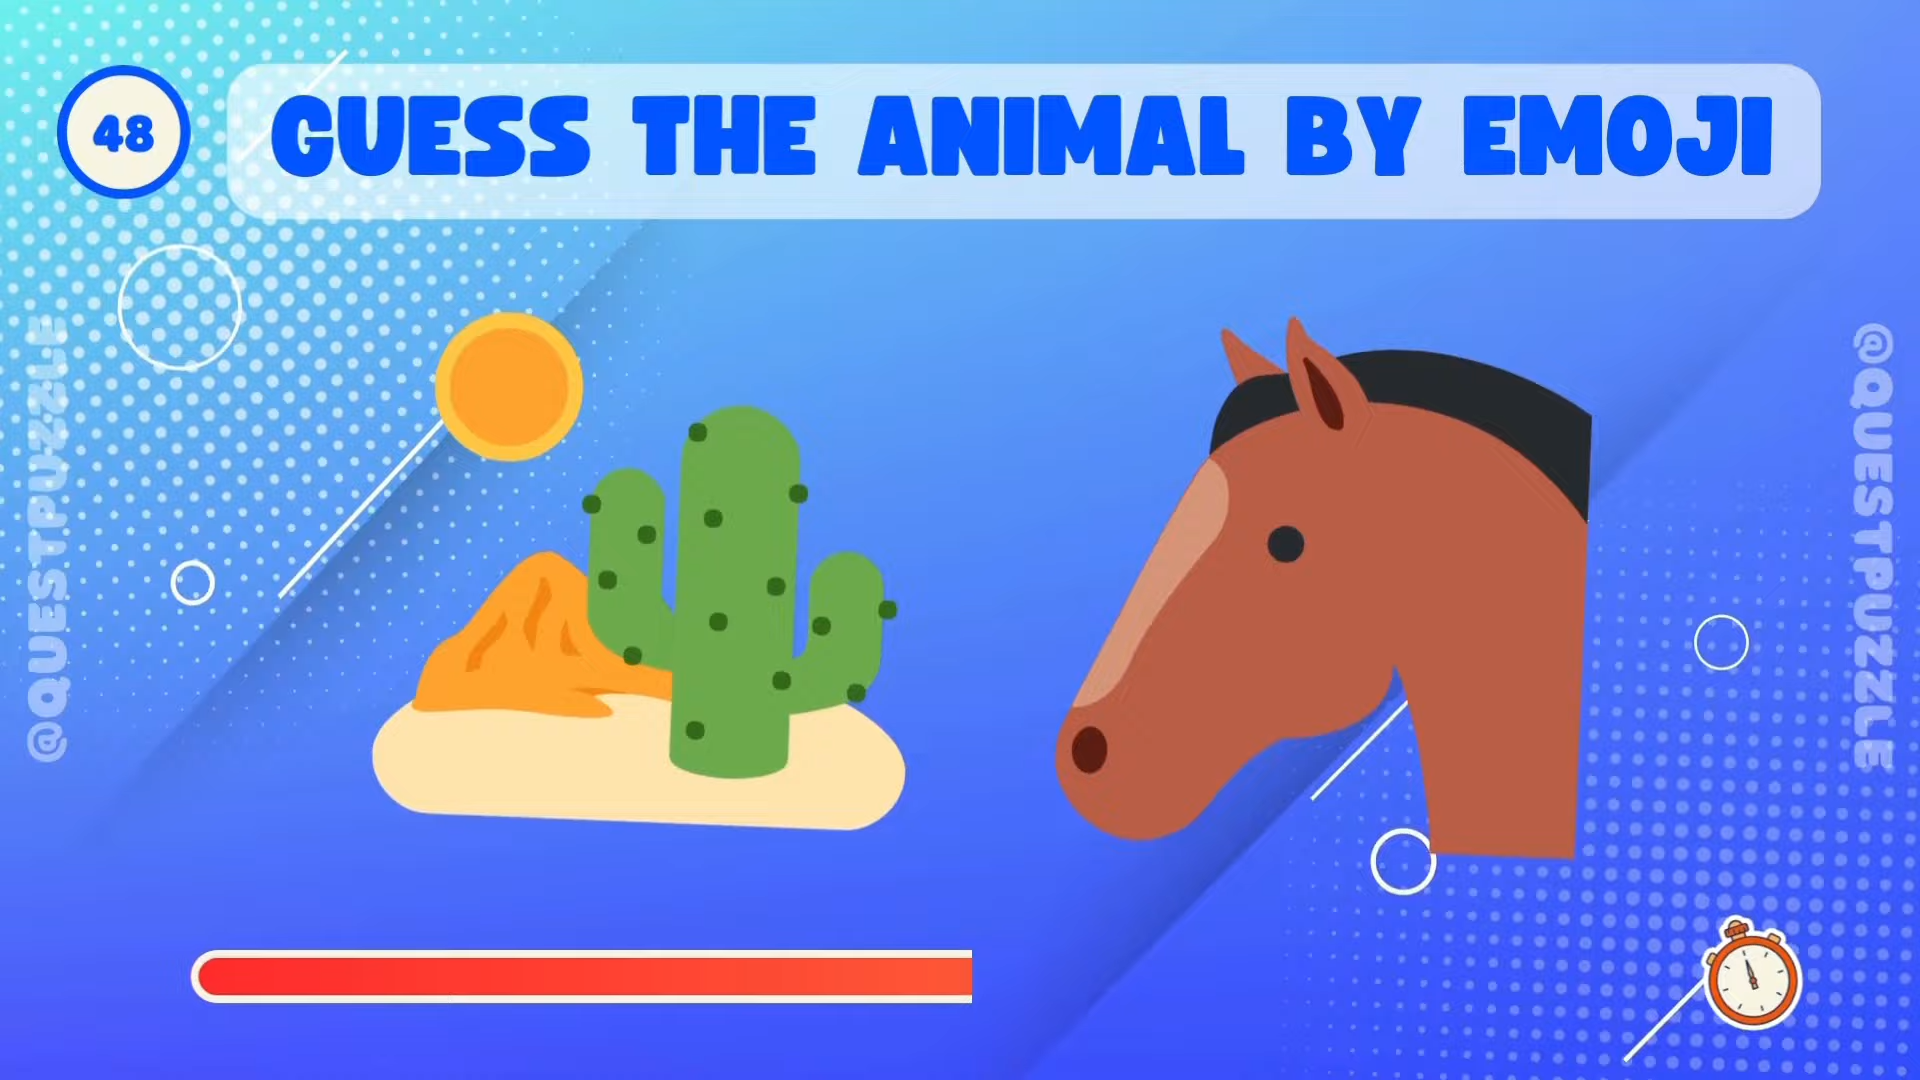 48
GUESS THE ANIMAL BY EMOJI
@QUESTPUZZLE
@QUESTPUZZLE